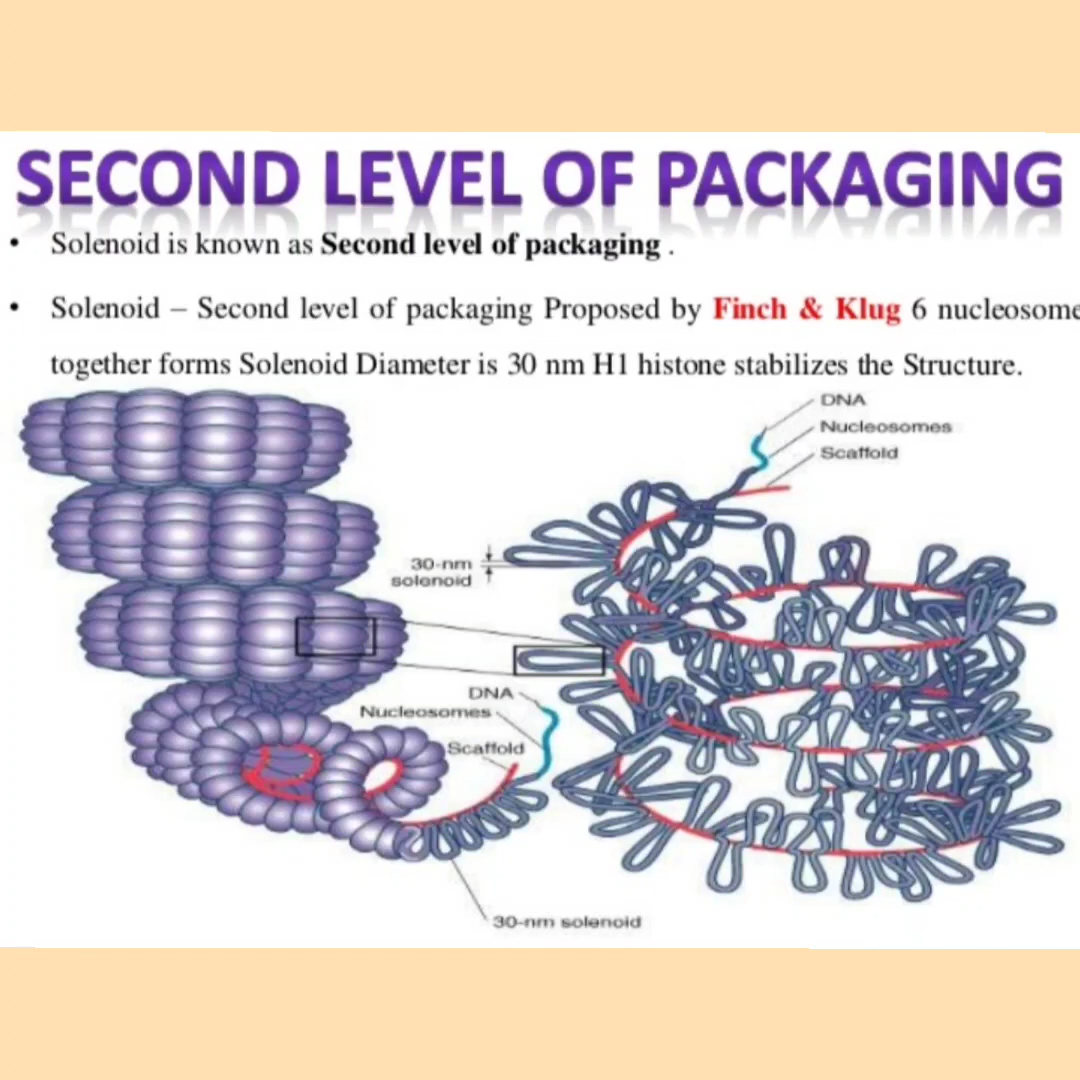 SECOND LEVEL OF PACKAGING
• Solenoid is known as Second level of packaging .
• Solenoid – Second level of packaging Proposed by Finch & Klug 6 nucleosome
together forms Solenoid Diameter is 30 nm H1 histone stabilizes the Structure.
DNA
Nucleosomes
Scaffold
30-nm
solenoid
DNA
Nucleosomes
Scaffold
30-nm solenoid